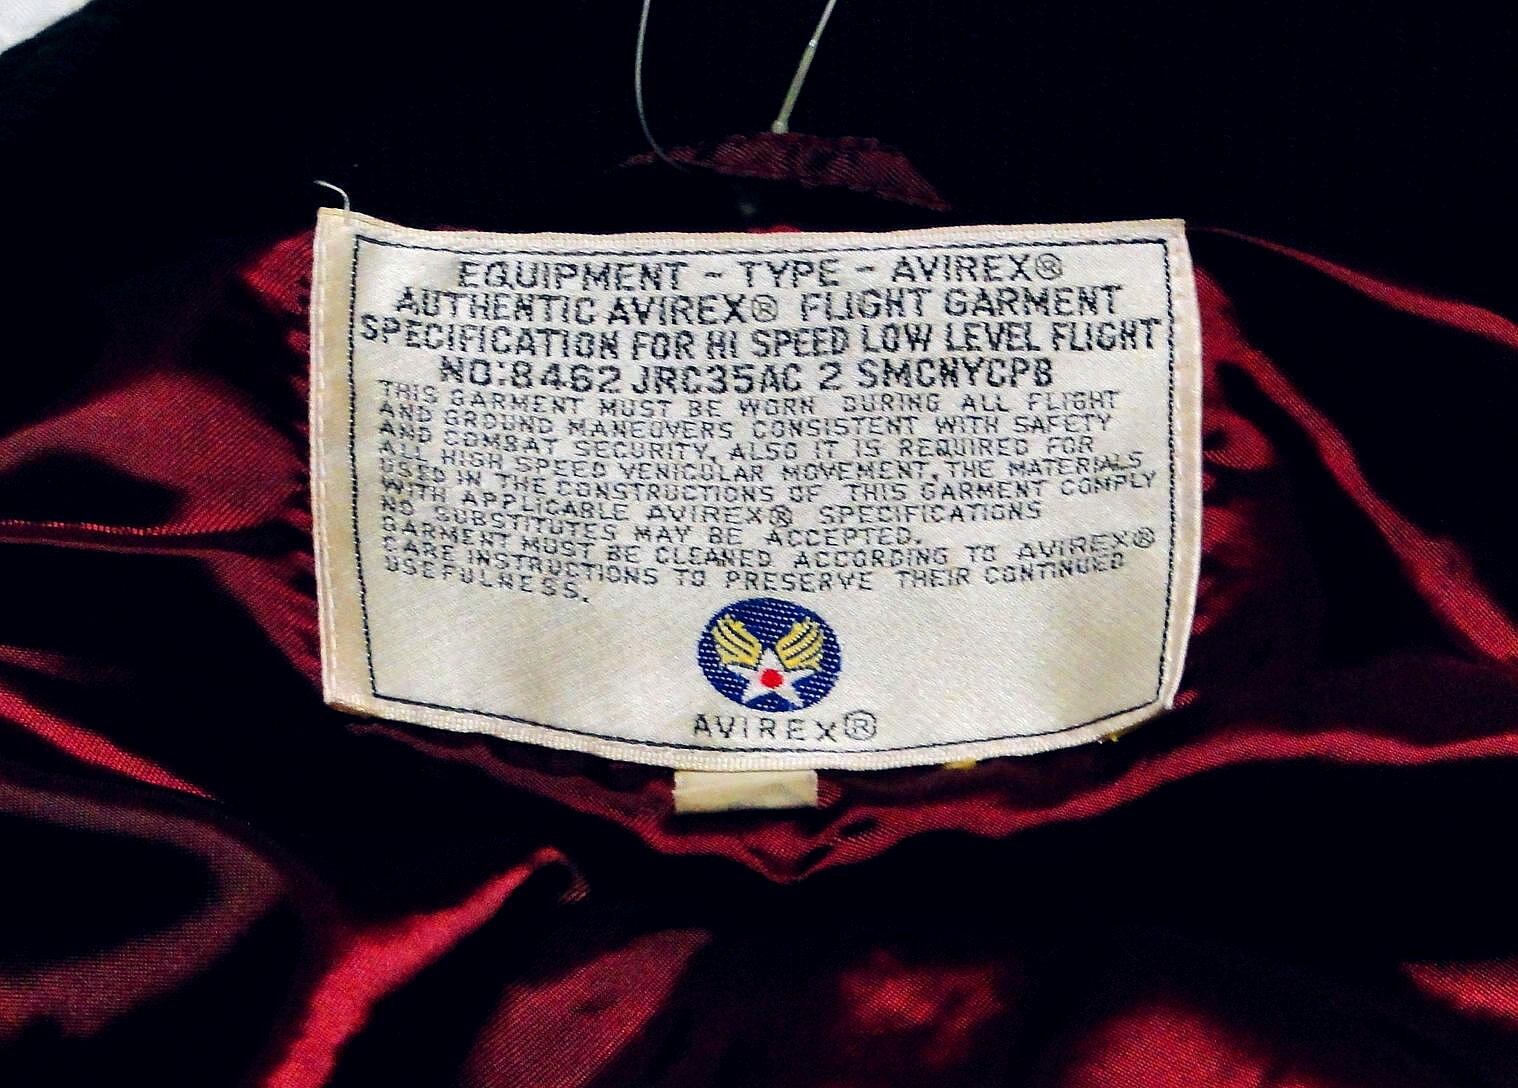 EQUIPMENT - TYPE - AVIREX®
AUTHENTIC AVIREX® FLIGHT GARMENT
SPECIFICATION FOR HI SPEED LOW LEVEL FLIGHT
NO:8462 JRC35AC 2 SMCNYCPB
THIS GARMENT MUST BE WORN DURING ALL FLIGHT
AND GROUND MANEUVERS CONSISTENT WITH SAFETY
AND COMBAT SECURITY, ALSO IT IS REQUIRED FOR
ALL HIGH SPEED VENICULAR MOVEMENT, THE MATERIALS
USED IN THE CONSTRUCTIONS OF THIS GARMENT COMPLY
WITH APPLICABLE AVIREX® SPECIFICATIONS
NO SUBSTITUTES MAY BE ACCEPTED.
GARMENT MUST BE CLEANED ACCORDING TO AVIREX®
CARE INSTRUCTIONS TO PRESERVE THEIR CONTINUED
USEFULNESS.
AVIREX®